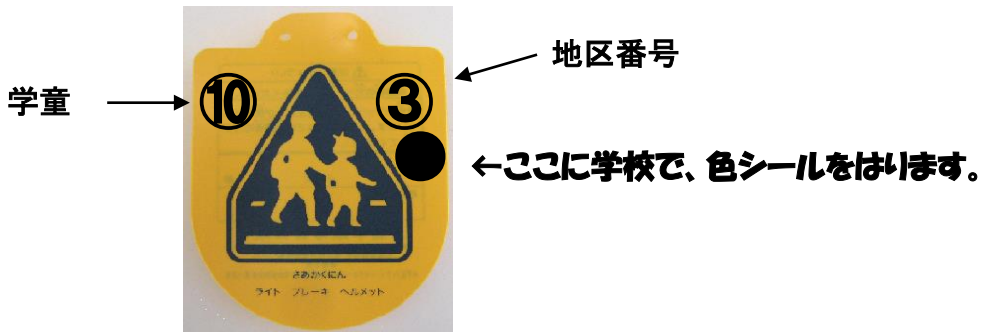 地区番号
学童
⑩ ③
←ここに学校で、色シールをはります。
さあかくにん
ライト ブレーキ ヘルメット